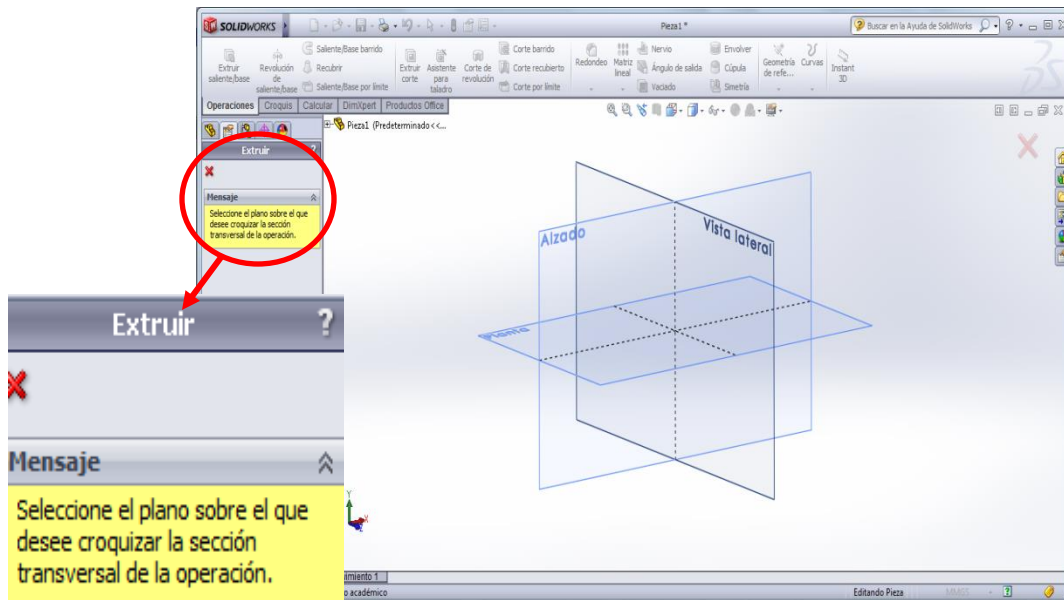 SOLIDWORKS
Pieza1 *
Buscar en la Ayuda de SolidWorks
Extruir saliente/base
Revolución de saliente/base
Saliente/Base barrido
Recubrir
Saliente/Base por límite
Extruir corte
Asistente para taladro
Corte de revolución
Corte barrido
Corte recubierto
Corte por límite
Redondeo
Matriz lineal
Nervio
Ángulo de salida
Vaciado
Envolver
Cúpula
Simetría
Geometría de refe...
Curvas
Instant 3D
Operaciones Croquis Calcular DimXpert Productos Office
Pieza1 (Predeterminado<<...
Extruir ?
Mensaje
Seleccione el plano sobre el que
desee croquizar la sección
transversal de la operación.
Alzado
Vista lateral
Planta
Extruir ?
Mensaje
Seleccione el plano sobre el que
desee croquizar la sección
transversal de la operación.
Y
imiento 1
o académico
Editando Pieza
MMGS